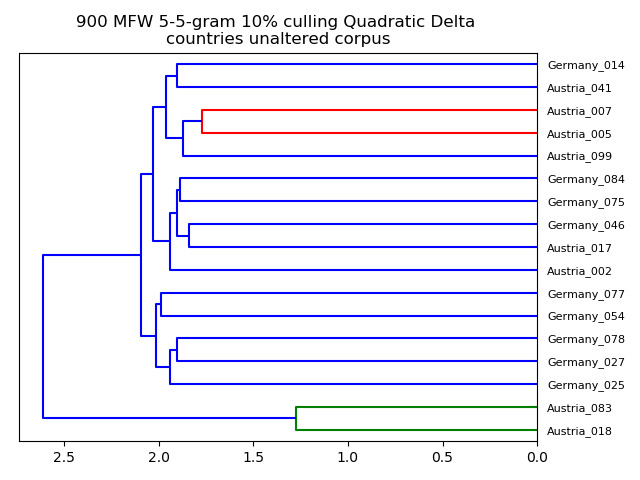 900 MFW 5-5-gram 10% culling Quadratic Delta
countries unaltered corpus
Germany_014
Austria_041
Austria_007
Austria_005
Austria_099
Germany_084
Germany_075
Germany_046
Austria_017
Austria_002
Germany_077
Germany_054
Germany_078
Germany_027
Germany_025
Austria_083
Austria_018
2.5 2.0 1.5 1.0 0.5 0.0